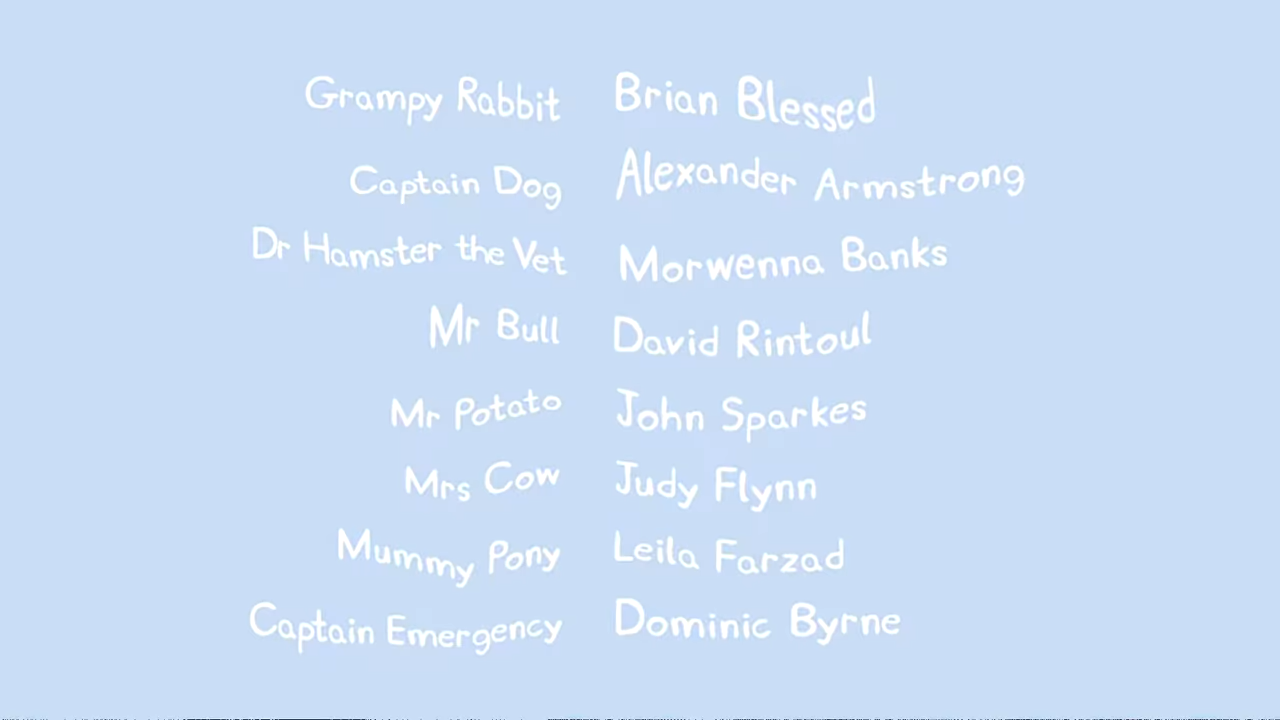 Grampy Rabbit Brian Blessed
Captain Dog Alexander Armstrong
Dr Hamster the Vet Morwenna Banks
Mr Bull David Rintoul
Mr Potato John Sparkes
Mrs Cow Judy Flynn
Mummy Pony Leila Farzad
Captain Emergency Dominic Byrne